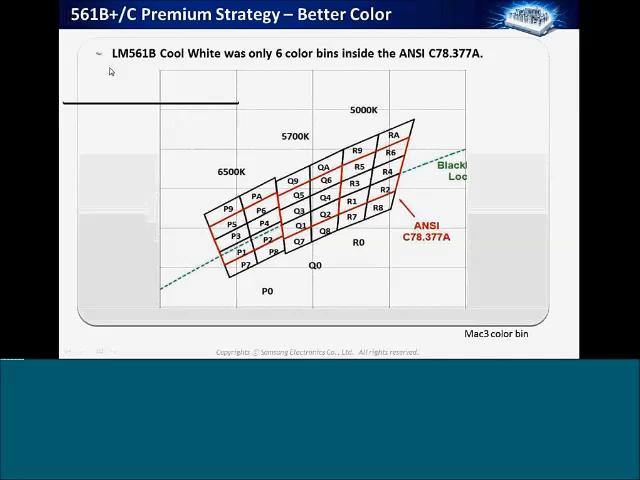 561B+/C Premium Strategy – Better Color
LM561B Cool White was only 6 color bins inside the ANSI C78.377A.
5000K
5700K
6500K
RA
R9
R6
QA
R5
R4
Q9
Q6
R3
R2
P9
PA
Q5
Q4
R1
R8
P5
P6
Q3
Q2
R7
P3
P4
Q1
Q8
P1
P2
Q7
P7
P8
Black
Loc
ANSI
C78.377A
R0
Q0
P0
Mac3 color bin
Copyrights ⓒ Samsung Electronics Co., Ltd. All rights reserved.